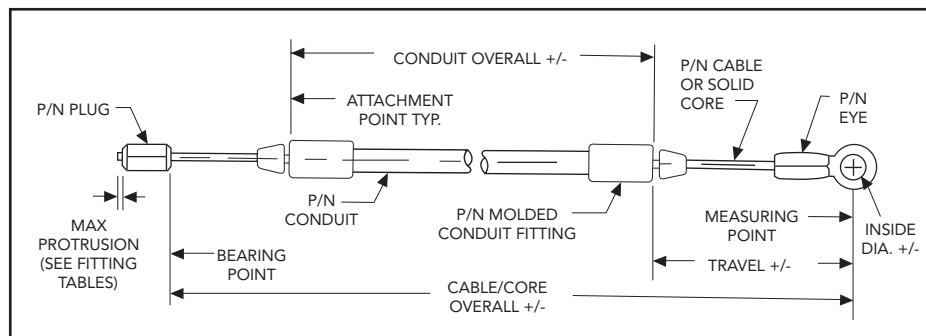 CONDUIT OVERALL +/-
P/N CABLE
OR SOLID
CORE
P/N PLUG
ATTACHMENT
POINT TYP.
P/N
EYE
MAX
PROTRUSION
(SEE FITTING
TABLES)
BEARING
POINT
P/N
CONDUIT
P/N MOLDED
CONDUIT FITTING
MEASURING
POINT
INSIDE
DIA. +/-
TRAVEL +/-
CABLE/CORE
OVERALL +/-